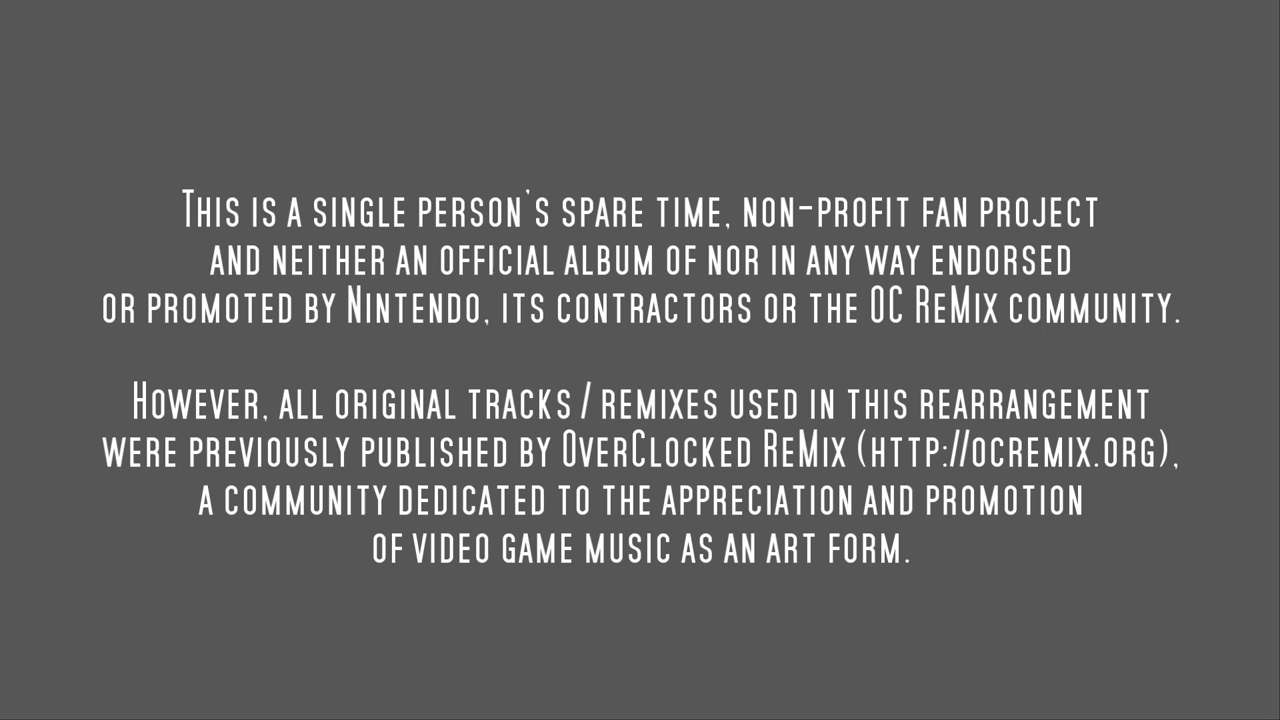 This is a single person's spare time, non-profit fan project
and neither an official album of nor in any way endorsed
or promoted by Nintendo, its contractors or the OC ReMix community.
However, all original tracks / remixes used in this rearrangement
were previously published by OverClocked ReMix (http://ocremix.org),
a community dedicated to the appreciation and promotion
of video game music as an art form.